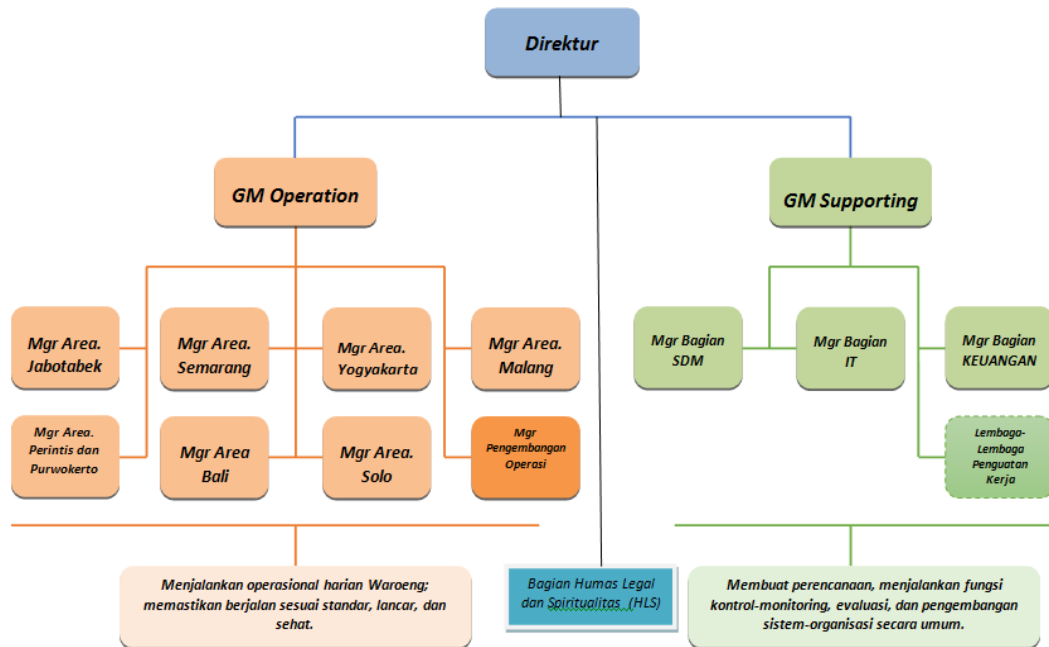 Direktur
GM Operation
GM Supporting
Mgr Area.
Jabotabek
Mgr Area.
Semarang
Mgr Area.
Yogyakarta
Mgr Area.
Malang
Mgr Bagian
SDM
Mgr Bagian
IT
Mgr Bagian
KEUANGAN
Mgr Area.
Perintis dan
Purwokerto
Mgr Area
Bali
Mgr Area.
Solo
Mgr
Pengembangan
Operasi
Lembaga-
Lembaga
Penguatan
Kerja
Menjalankan operasional harian Waroeng;
memastikan berjalan sesuai standar, lancar, dan
sehat.
Bagian Humas Legal
dan Spiritualitas (HLS)
Membuat perencanaan, menjalankan fungsi
kontrol-monitoring, evaluasi, dan pengembangan
sistem-organisasi secara umum.